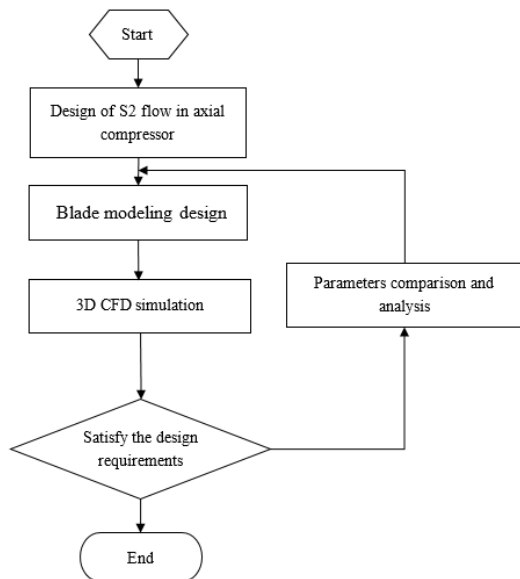 Start
Design of S2 flow in axial
compressor
Blade modeling design
3D CFD simulation
Parameters comparison and
analysis
Satisfy the design
requirements
End